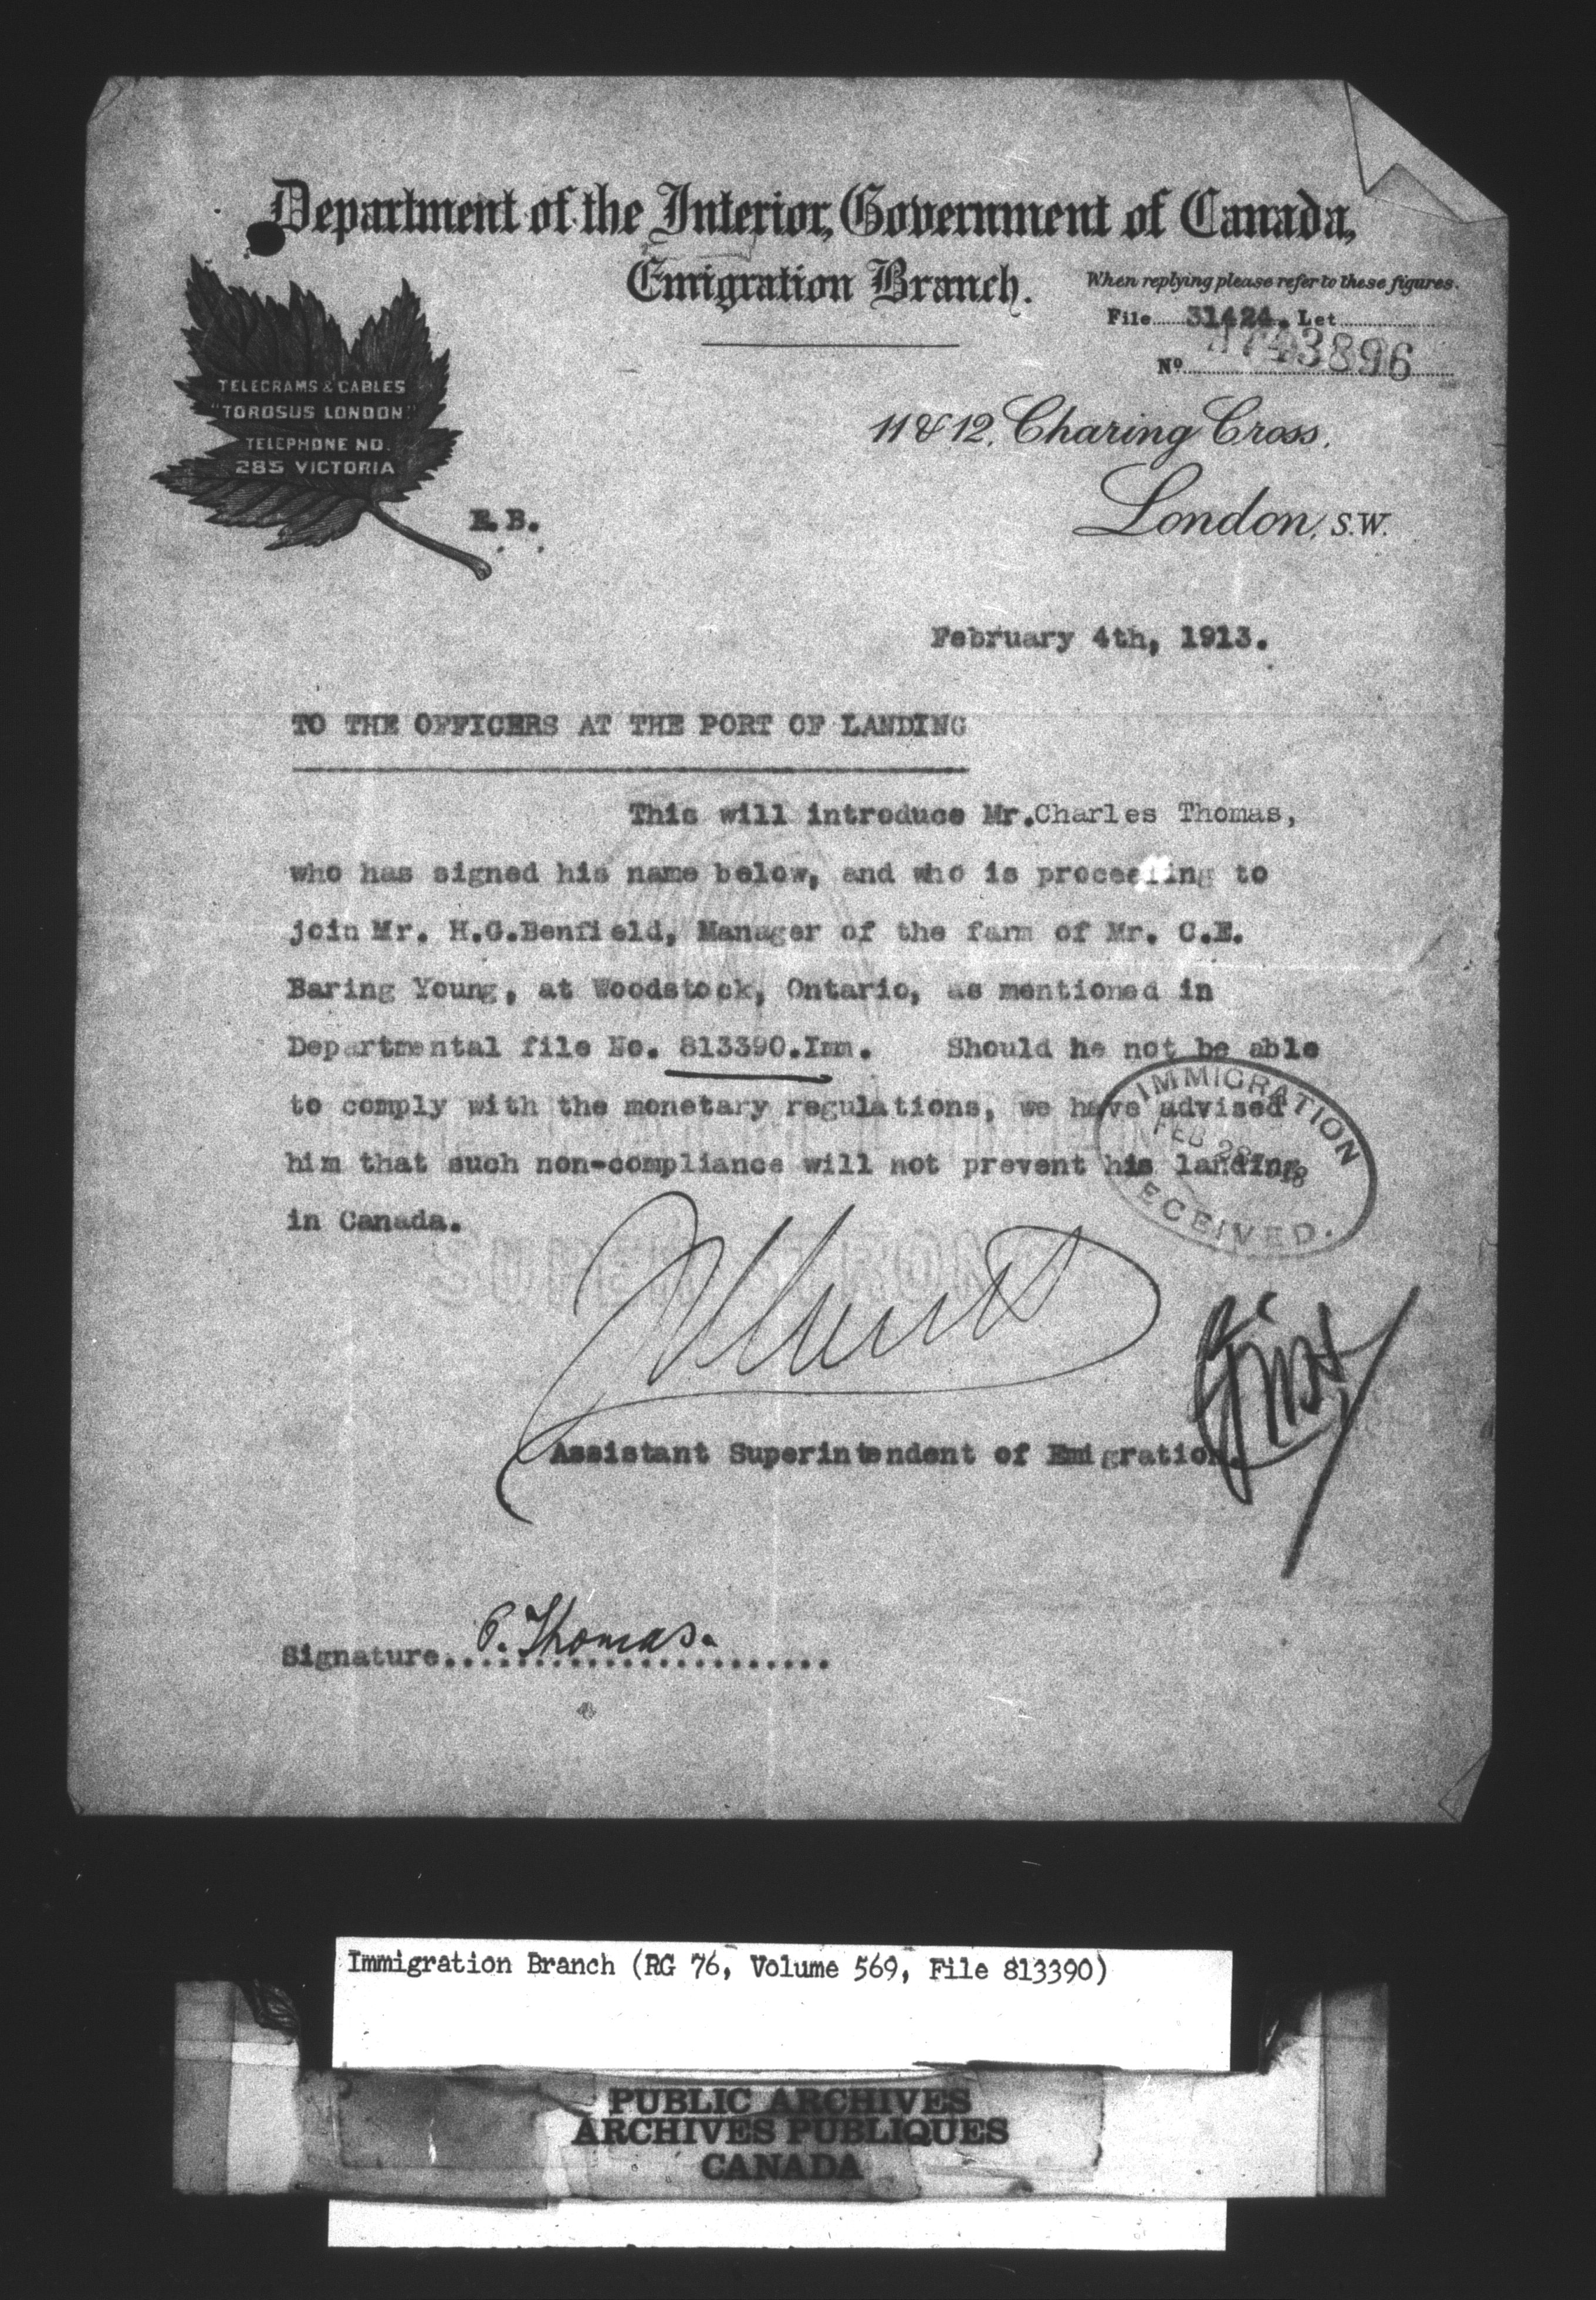 Department of the Interior, Government of Canada,
Emigration Branch.
When replying please refer to these figures.
File 31424. Let
No 3896
TELEGRAMS & CABLES
"TOROSUS LONDON"
TELEPHONE NO.
285 VICTORIA
11 & 12, Charing Cross,
London, S.W.
E.B.
February 4th, 1913.
TO THE OFFICERS AT THE PORT OF LANDING
This will introduce Mr.Charles Thomas,
who has signed his name below, and who is proceeding to
join Mr. H.G.Benfield, Manager of the farm of Mr. C.E.
Baring Young, at Woodstock, Ontario, as mentioned in
Departmental file No. 813390.Imm. Should he not be able
to comply with the monetary regulations, we have advised
him that such non-compliance will not prevent his landing
in Canada.
IMMIGRATION
FEB 28
RECEIVED.
SUPER STRONG
Assistant Superintendent of Emigration.
Signature C. Thomas.
Immigration Branch (RG 76, Volume 569, File 813390)
PUBLIC ARCHIVES
ARCHIVES PUBLIQUES
CANADA